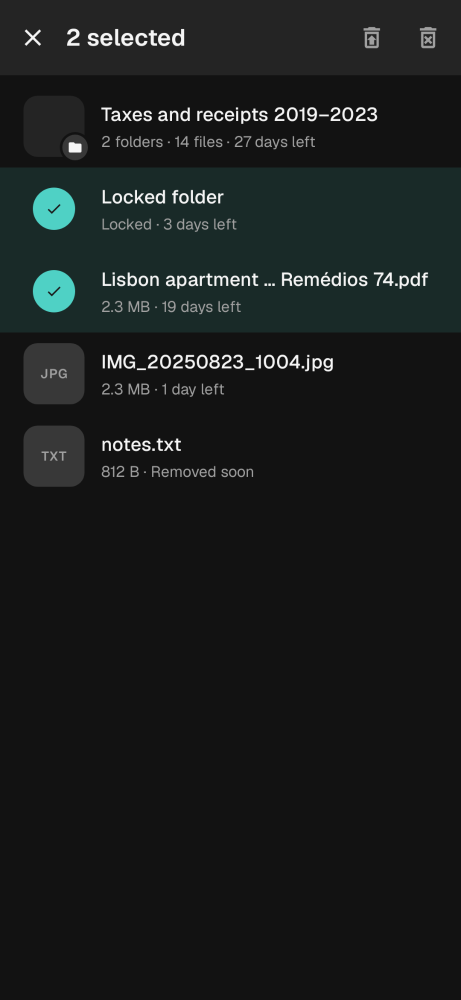 2 selected
Taxes and receipts 2019–2023
2 folders · 14 files · 27 days left
Locked folder
Locked · 3 days left
Lisbon apartment … Remédios 74.pdf
2.3 MB · 19 days left
JPG
IMG_20250823_1004.jpg
2.3 MB · 1 day left
TXT
notes.txt
812 B · Removed soon